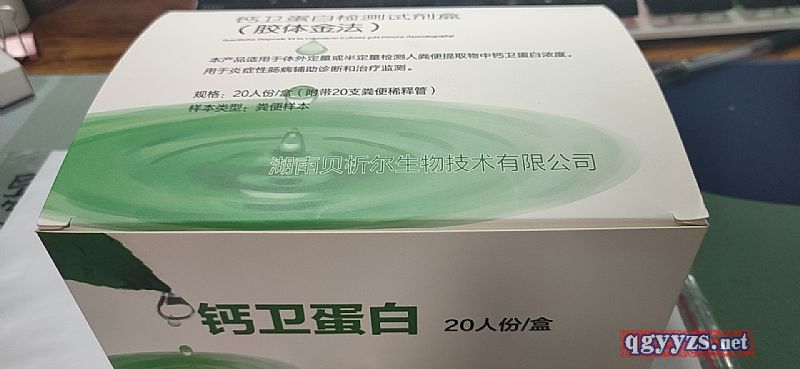 钙卫蛋白检测试剂盒
（胶体金法）
本产品适用于体外定量或半定量检测人粪便提取物中钙卫蛋白浓度，
用于炎症性肠病辅助诊断和治疗监测。
规格：20人份/盒（附带20支粪便稀释管）
样本类型：粪便样本
湖南贝析尔生物技术有限公司
钙卫蛋白 20人份/盒
qgyyzs.net